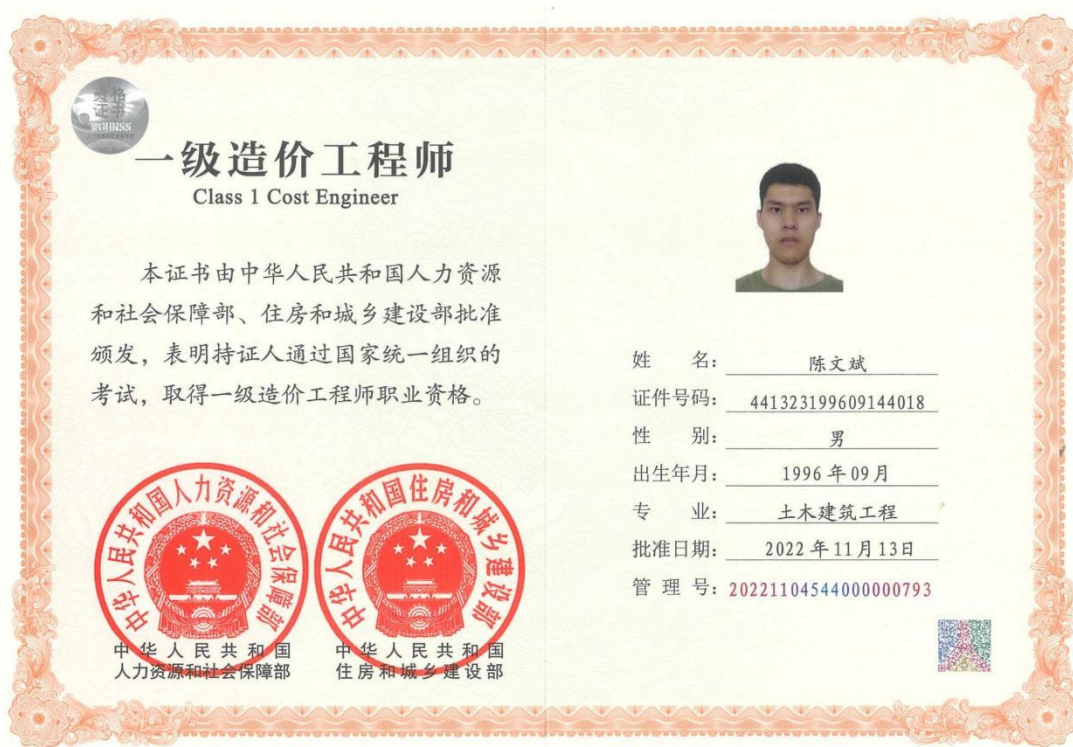 资格
证书
MOHRSS
一级造价工程师
Class 1 Cost Engineer
本证书由中华人民共和国人力资源
和社会保障部、住房和城乡建设部批准
颁发，表明持证人通过国家统一组织的
考试，取得一级造价工程师职业资格。
中华人民共和国人力资源和社会保障部
中华人民共和国住房和城乡建设部
中华人民共和国
人力资源和社会保障部
中华人民共和国
住房和城乡建设部
姓名：陈文斌
证件号码：441323199609144018
性别：男
出生年月：1996年09月
专业：土木建筑工程
批准日期：2022年11月13日
管理号：20221104544000000793